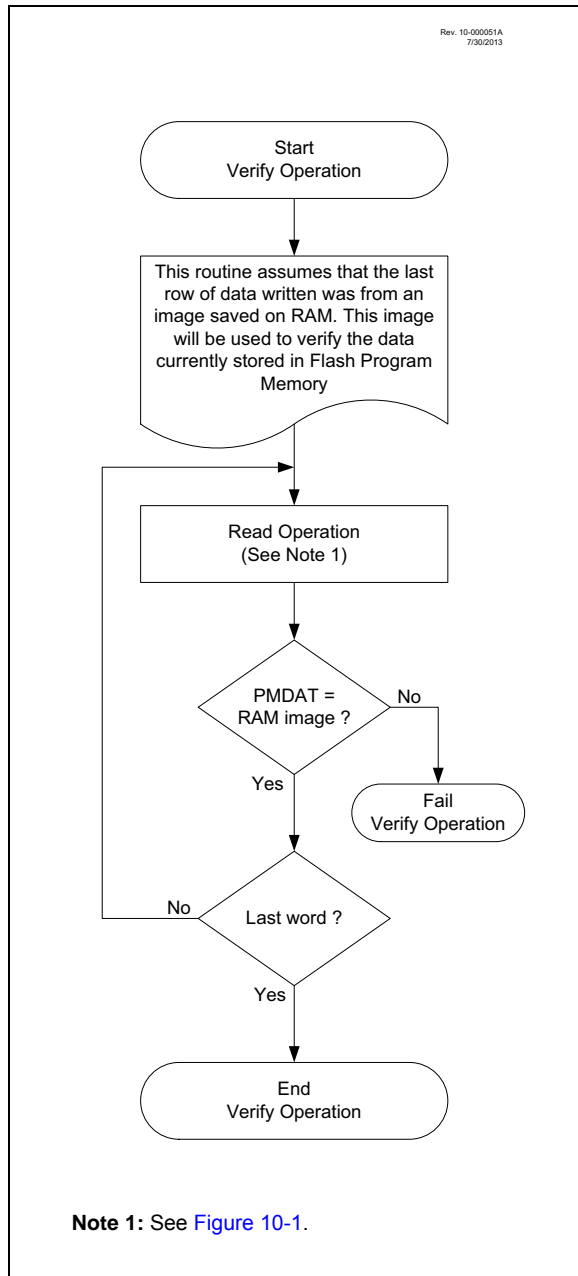 Rev. 10-000051A
7/30/2013
Start
Verify Operation
This routine assumes that the last
row of data written was from an
image saved on RAM. This image
will be used to verify the data
currently stored in Flash Program
Memory
Read Operation
(See Note 1)
PMDAT =
RAM image ?
No
Yes
Fail
Verify Operation
Last word ?
No
Yes
End
Verify Operation
Note 1: See Figure 10-1.